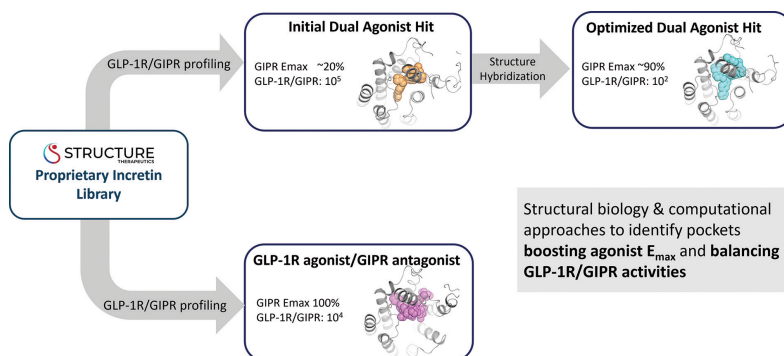 Initial Dual Agonist Hit
Optimized Dual Agonist Hit
GLP-1R/GIPR profiling
GIPR Emax ~20%
GLP-1R/GIPR: 10⁵
Structure
Hybridization
GIPR Emax ~90%
GLP-1R/GIPR: 10²
STRUCTURE
THERAPEUTICS
Proprietary Incretin
Library
Structural biology & computational
approaches to identify pockets
boosting agonist Eₘₐₓ and balancing
GLP-1R/GIPR activities
GLP-1R agonist/GIPR antagonist
GLP-1R/GIPR profiling
GIPR Emax 100%
GLP-1R/GIPR: 10⁴